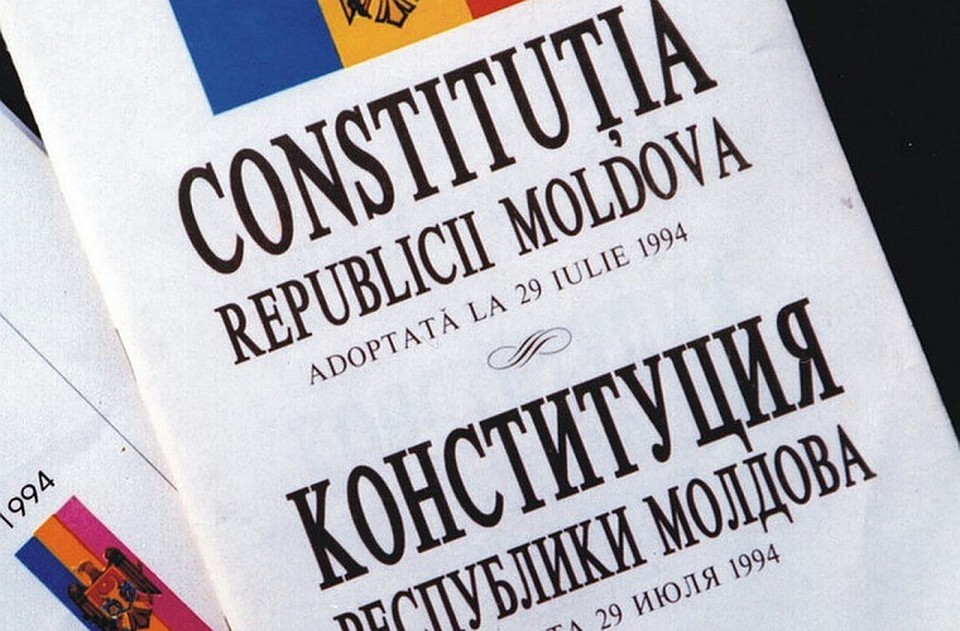 CONSTITUȚIA
REPUBLICII MOLDOVA
ADOPTATĂ LA 29 IULIE 1994
КОНСТИТУЦИЯ
РЕСПУБЛИКИ МОЛДОВА
29 ИЮЛЯ 1994
1994